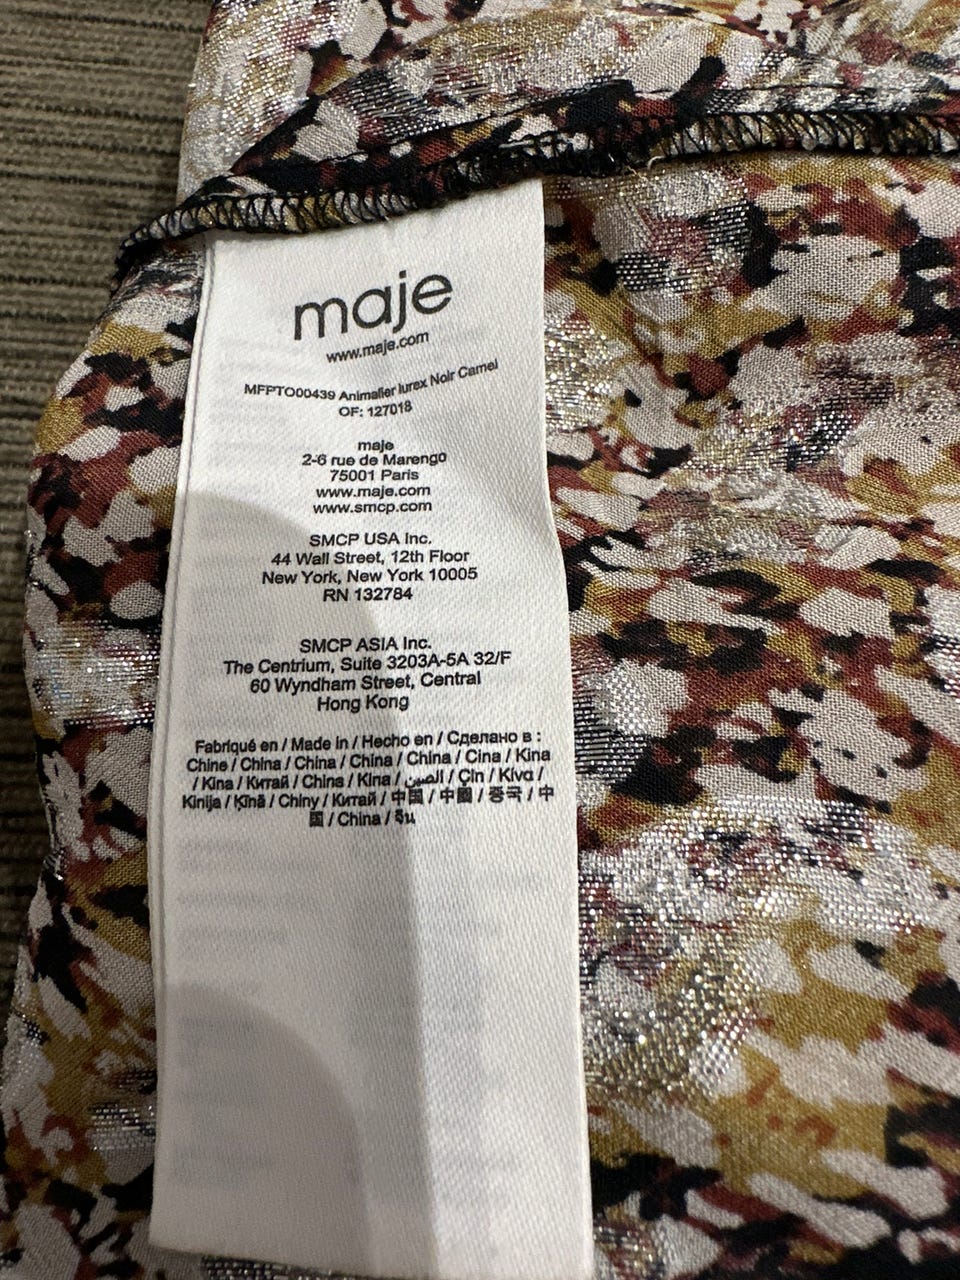 maje
www.maje.com
MFPTO00439 Animalier lurex Noir Camel
OF: 127018
maje
2-6 rue de Marengo
75001 Paris
www.maje.com
www.smcp.com
SMCP USA Inc.
44 Wall Street, 12th Floor
New York, New York 10005
RN 132784
SMCP ASIA Inc.
The Centrium, Suite 3203A-5A 32/F
60 Wyndham Street, Central
Hong Kong
Fabriqué en / Made in / Hecho en / Сделано в :
Chine / China / China / China / China / Cina / Kina
/ Kina / Китай / China / Kina / الصين / Çin / Kίνα /
Kinija / Ķīnā / Chiny / Китай / 中国 / 中國 / 중국 / 中
国 / China / จีน